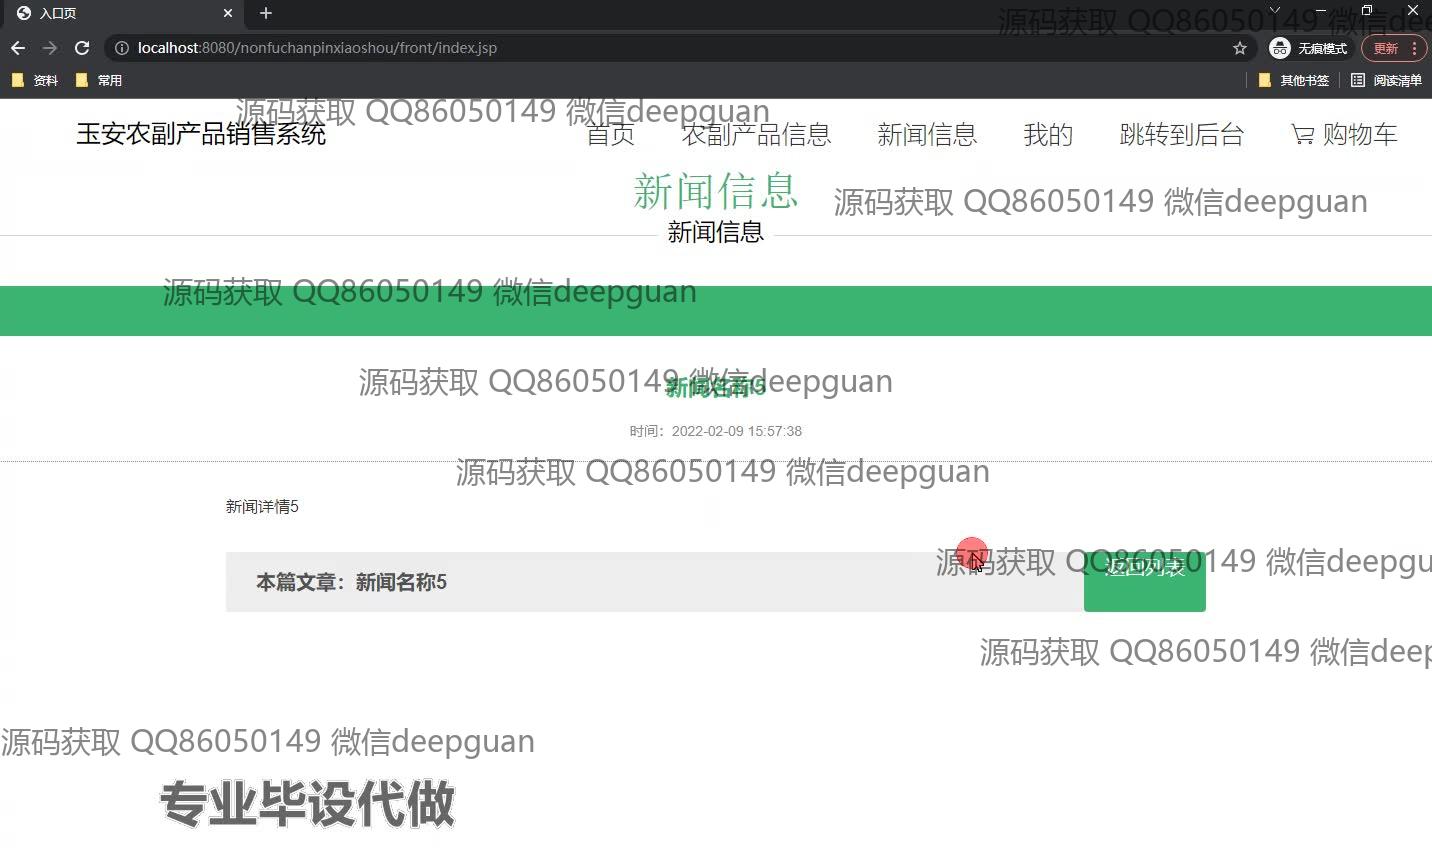 入口页
源码获取 QQ86050149 微信dee
localhost:8080/nonfuchanpinxiaoshou/front/index.jsp
无痕模式
更新
资料
常用
其他书签
阅读清单
源码获取 QQ86050149 微信deepguan
玉安农副产品销售系统
首页
农副产品信息
新闻信息
我的
跳转到后台
购物车
新闻信息
源码获取 QQ86050149 微信deepguan
新闻信息
源码获取 QQ86050149 微信deepguan
源码获取 QQ86050149 微信deepguan
新闻名称5
时间：2022-02-09 15:57:38
源码获取 QQ86050149 微信deepguan
新闻详情5
源码获取 QQ86050149 微信deepgu
返回列表
本篇文章：新闻名称5
源码获取 QQ86050149 微信deep
源码获取 QQ86050149 微信deepguan
专业毕设代做